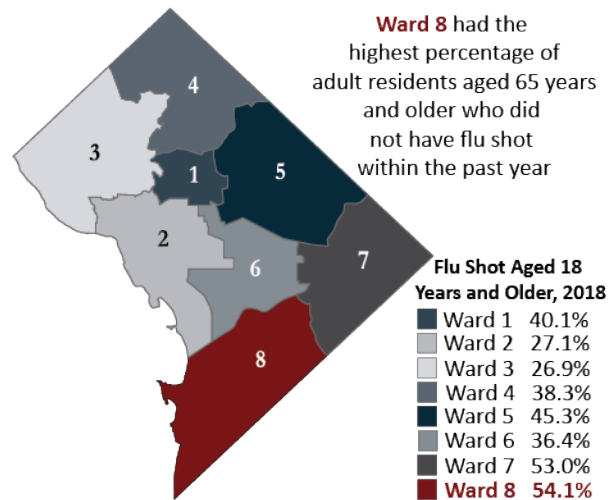 Ward 8 had the
highest percentage of
adult residents aged 65 years
and older who did
not have flu shot
within the past year
4
3
1
5
2
6
7
8
Flu Shot Aged 18
Years and Older, 2018
Ward 1 40.1%
Ward 2 27.1%
Ward 3 26.9%
Ward 4 38.3%
Ward 5 45.3%
Ward 6 36.4%
Ward 7 53.0%
Ward 8 54.1%